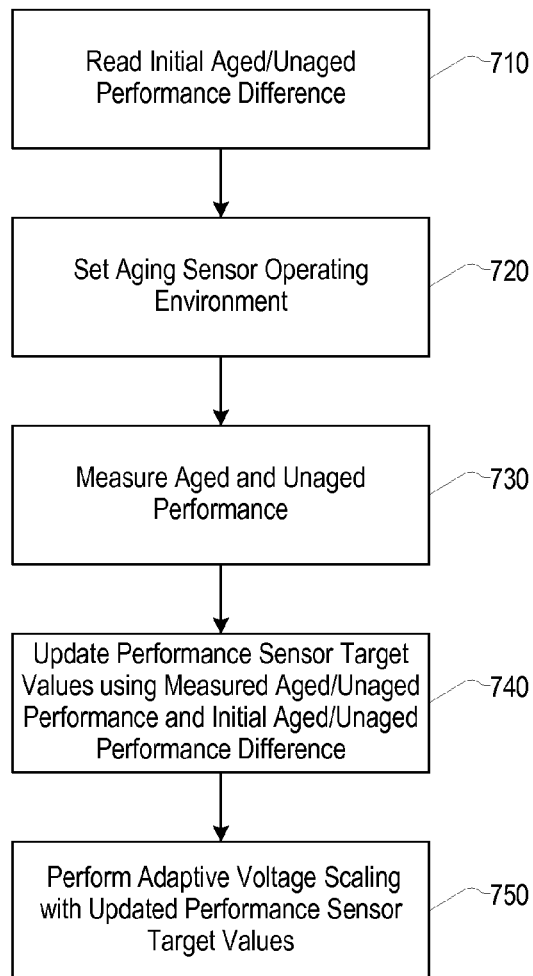 Read Initial Aged/Unaged
Performance Difference
710
Set Aging Sensor Operating
Environment
720
Measure Aged and Unaged
Performance
730
Update Performance Sensor Target
Values using Measured Aged/Unaged
Performance and Initial Aged/Unaged
Performance Difference
740
Perform Adaptive Voltage Scaling
with Updated Performance Sensor
Target Values
750